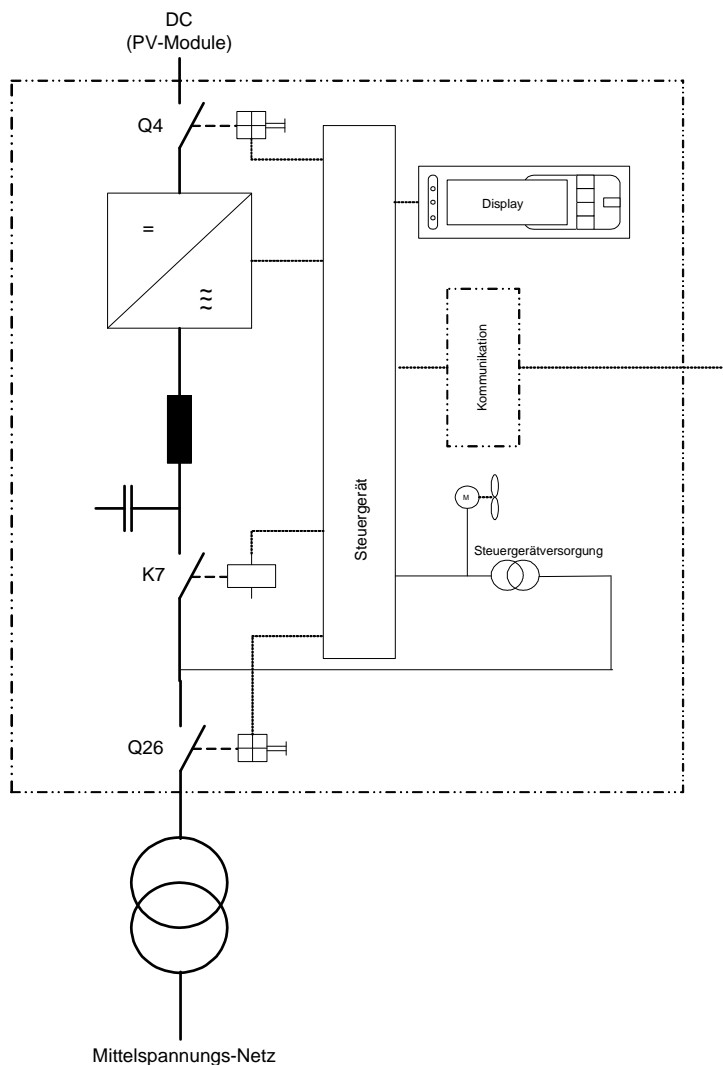 DC
(PV-Module)
Q4
=
≈
~
Display
Kommunikation
Steuergerät
M
Steuergerätversorgung
K7
Q26
Mittelspannungs-Netz